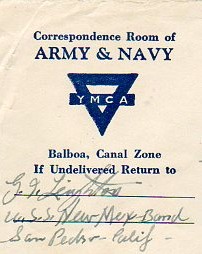 Correspondence Room of
ARMY & NAVY
YMCA
Balboa, Canal Zone
If Undelivered Return to
G. F. Leighton
U.S.S New Mex Band
San Pedro - Calif -